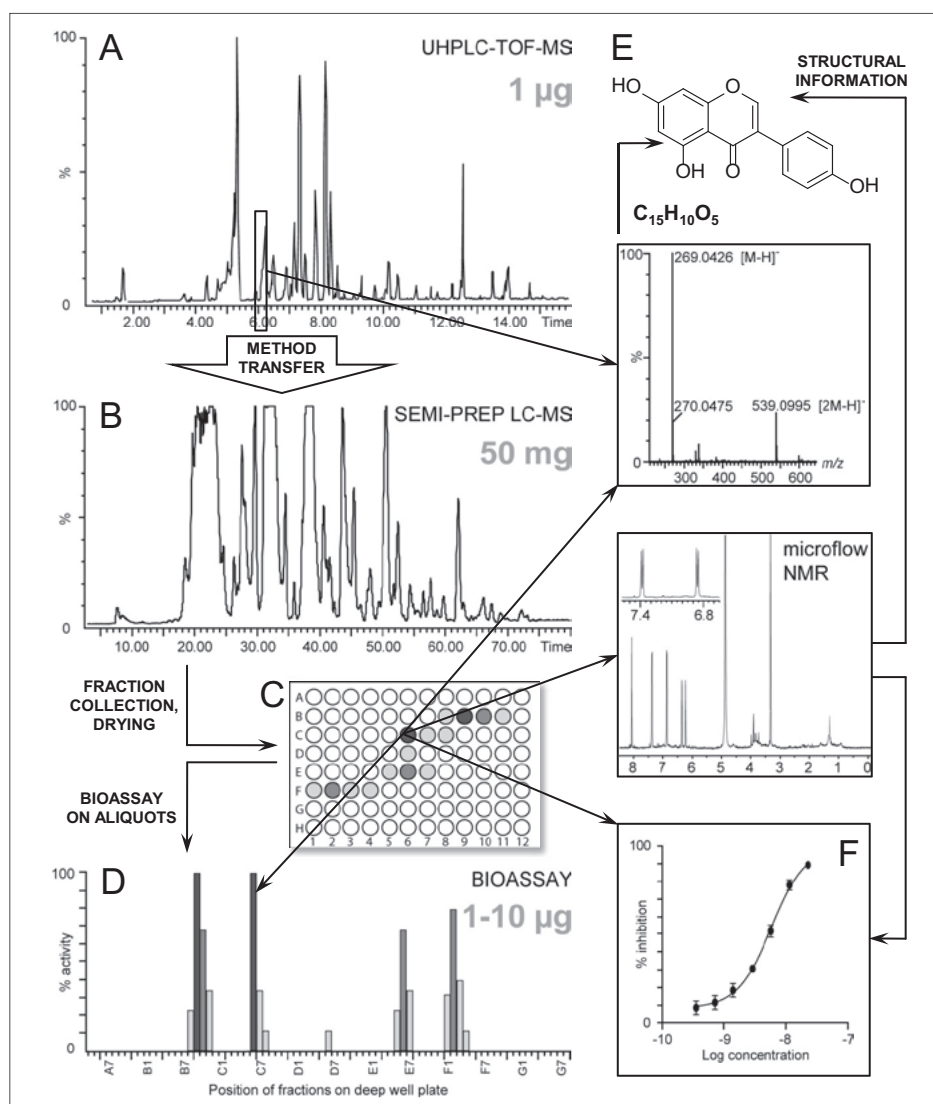 A
UHPLC-TOF-MS
1 µg
100
%
0
2.00 4.00 6.00 8.00 10.00 12.00 14.00 Time
METHOD
TRANSFER
B
SEMI-PREP LC-MS
50 mg
100
%
0
10.00 20.00 30.00 40.00 50.00 60.00 70.00 Time
FRACTION
COLLECTION,
DRYING
C
A
B
C
D
E
F
G
H
1 2 3 4 5 6 7 8 9 10 11 12
BIOASSAY
ON ALIQUOTS
D
BIOASSAY
1-10 µg
100
% activity
0
A7 B1 B7 C1 C7 D1 D7 E1 E7 F1 F7 G1 G7
Position of fractions on deep well plate
E
STRUCTURAL
INFORMATION
HO
O
OH
O
OH
C15H10O5
100
269.0426 [M-H]-
%
270.0475 539.0995 [2M-H]-
0
300 400 500 600 m/z
microflow
NMR
7.4 6.8
8 7 6 5 4 3 2 1 0
F
100
% inhibition
0
-10 -9 -8 -7
Log concentration